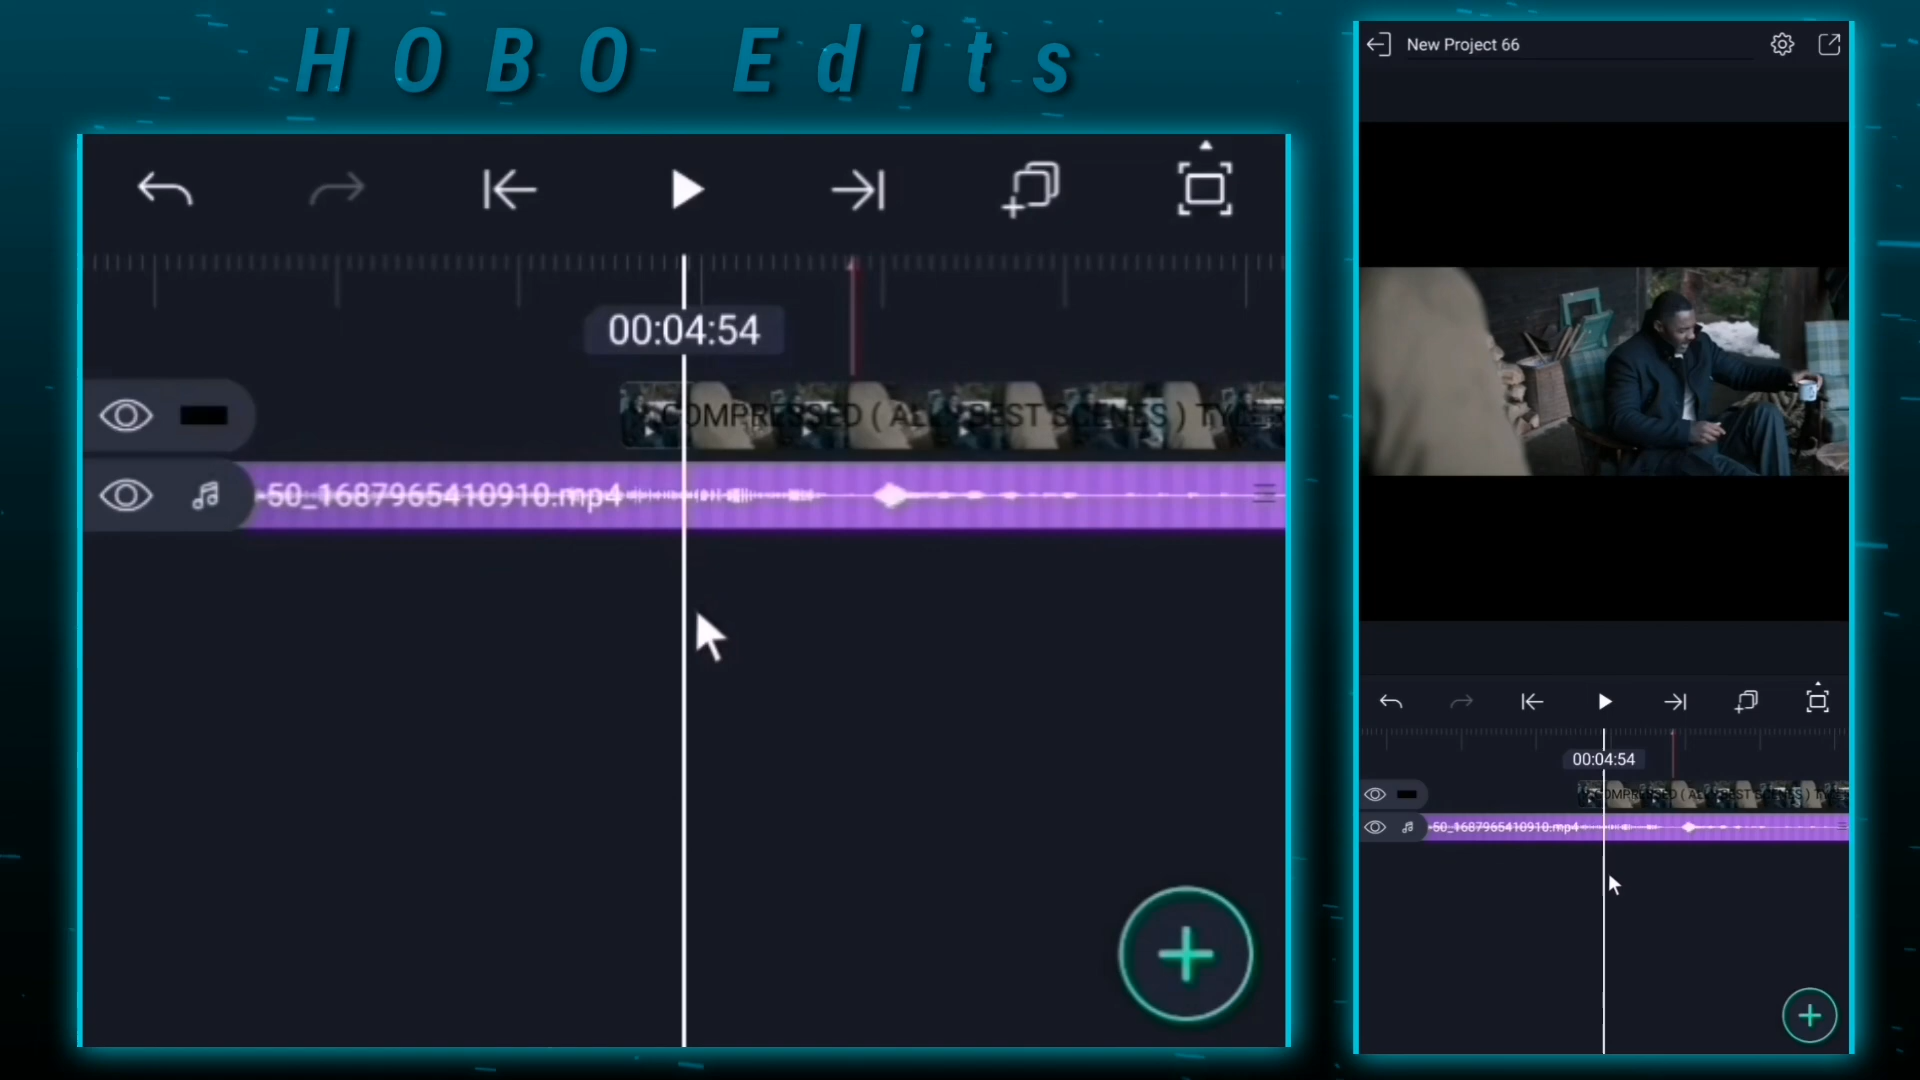 HOBO Edits
00:04:54
COMPRESSED ( ALL BEST SCENES ) TYLER
-50_1687965410910.mp4
New Project 66
00:04:54
COMPRESSED ( ALL BEST SCENES )
-50_1687965410910.mp4